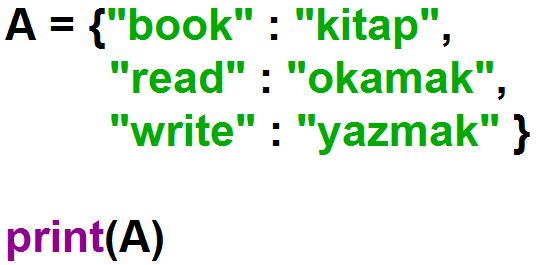 A = {"book" : "kitap",
"read" : "okamak",
"write" : "yazmak" }
print(A)